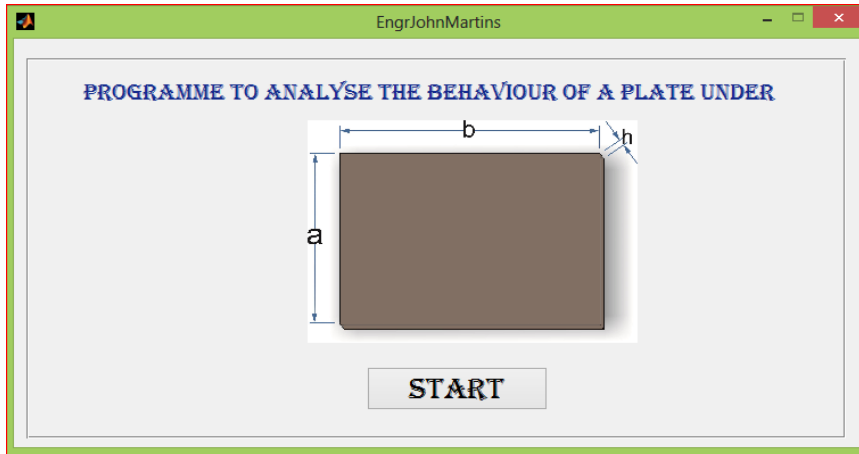 EngrJohnMartins
PROGRAMME TO ANALYSE THE BEHAVIOUR OF A PLATE UNDER
b
h
a
START